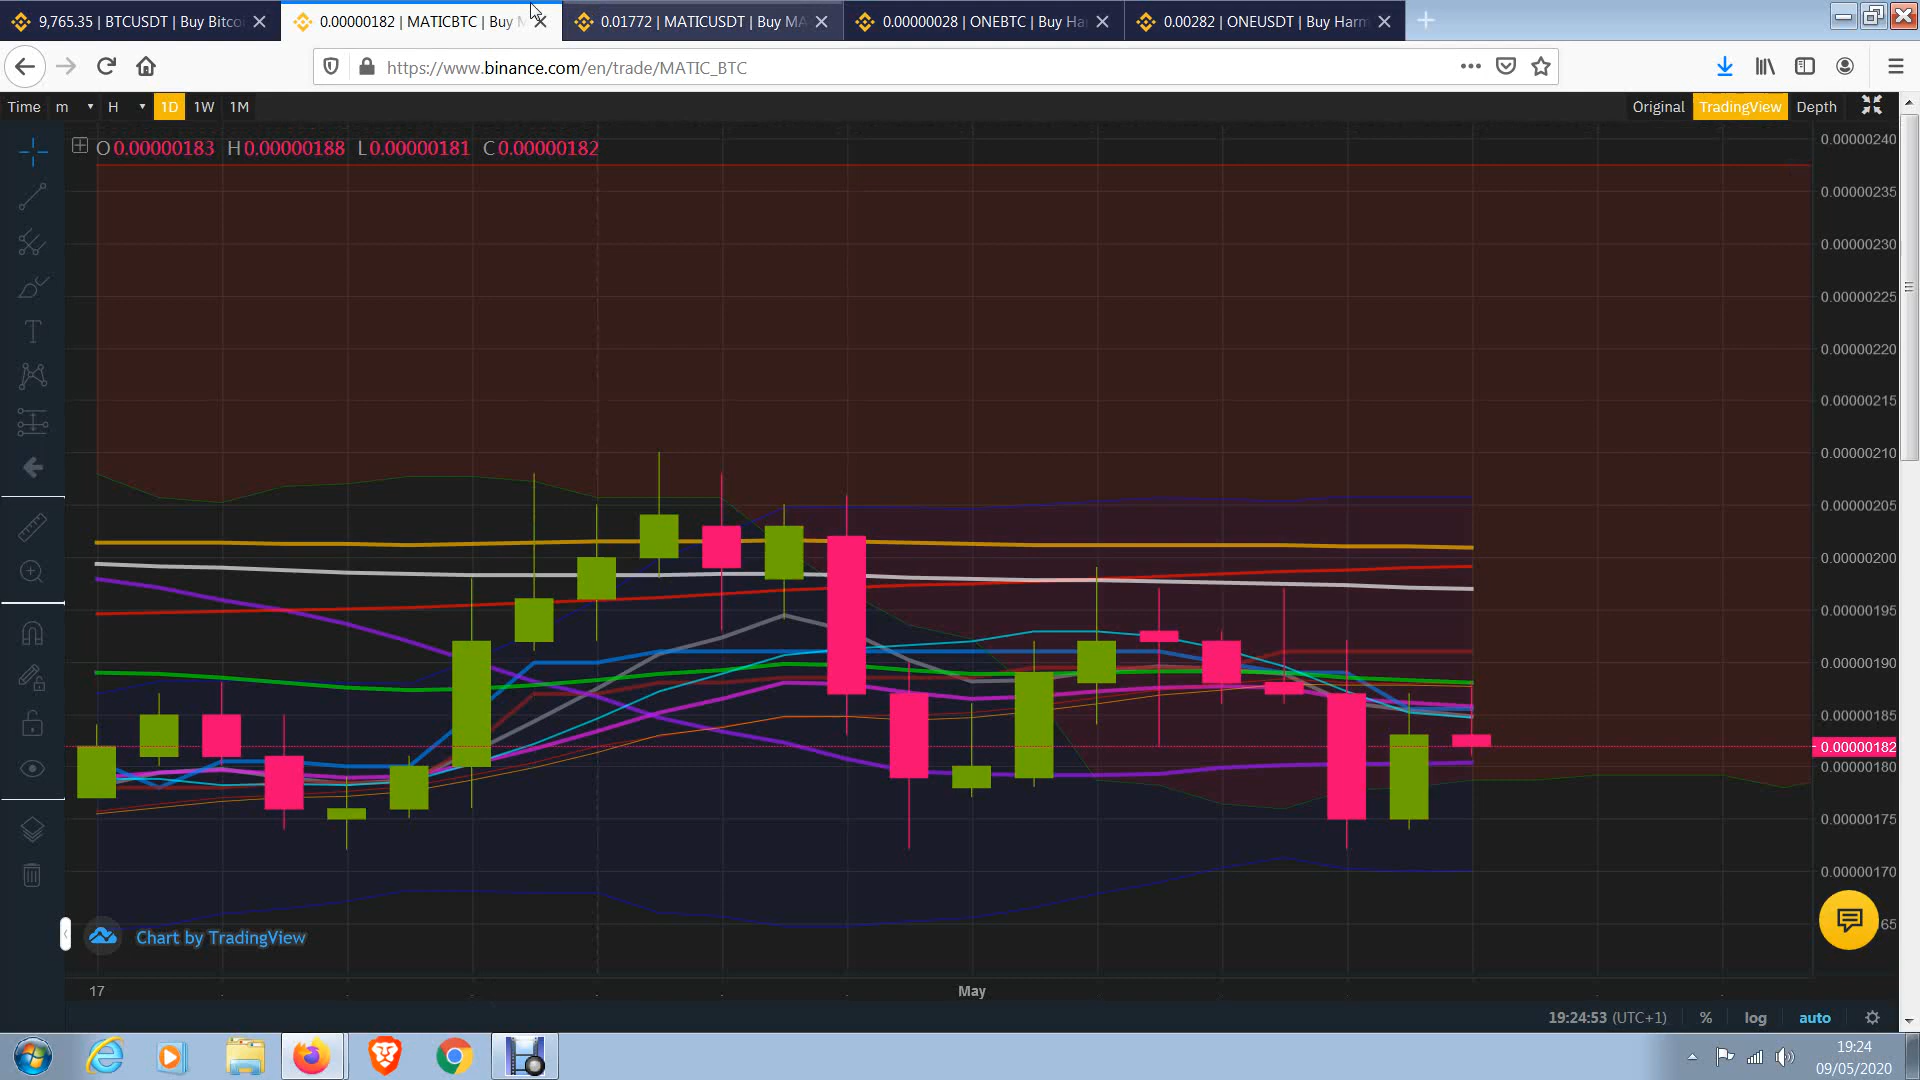 9,765.35 | BTCUSDT | Buy Bitco
0.00000182 | MATICBTC | Buy M
0.01772 | MATICUSDT | Buy MA
0.00000028 | ONEBTC | Buy Ha
0.00282 | ONEUSDT | Buy Harm
https://www.binance.com/en/trade/MATIC_BTC
Time m H 1D 1W 1M
Original TradingView Depth
O 0.00000183 H 0.00000188 L 0.00000181 C 0.00000182
0.00000240
0.00000235
0.00000230
0.00000225
0.00000220
0.00000215
0.00000210
0.00000205
0.00000200
0.00000195
0.00000190
0.00000185
0.00000182
0.00000180
0.00000175
0.00000170
65
Chart by TradingView
17 May
19:24:53 (UTC+1) % log auto
19:24
09/05/2020